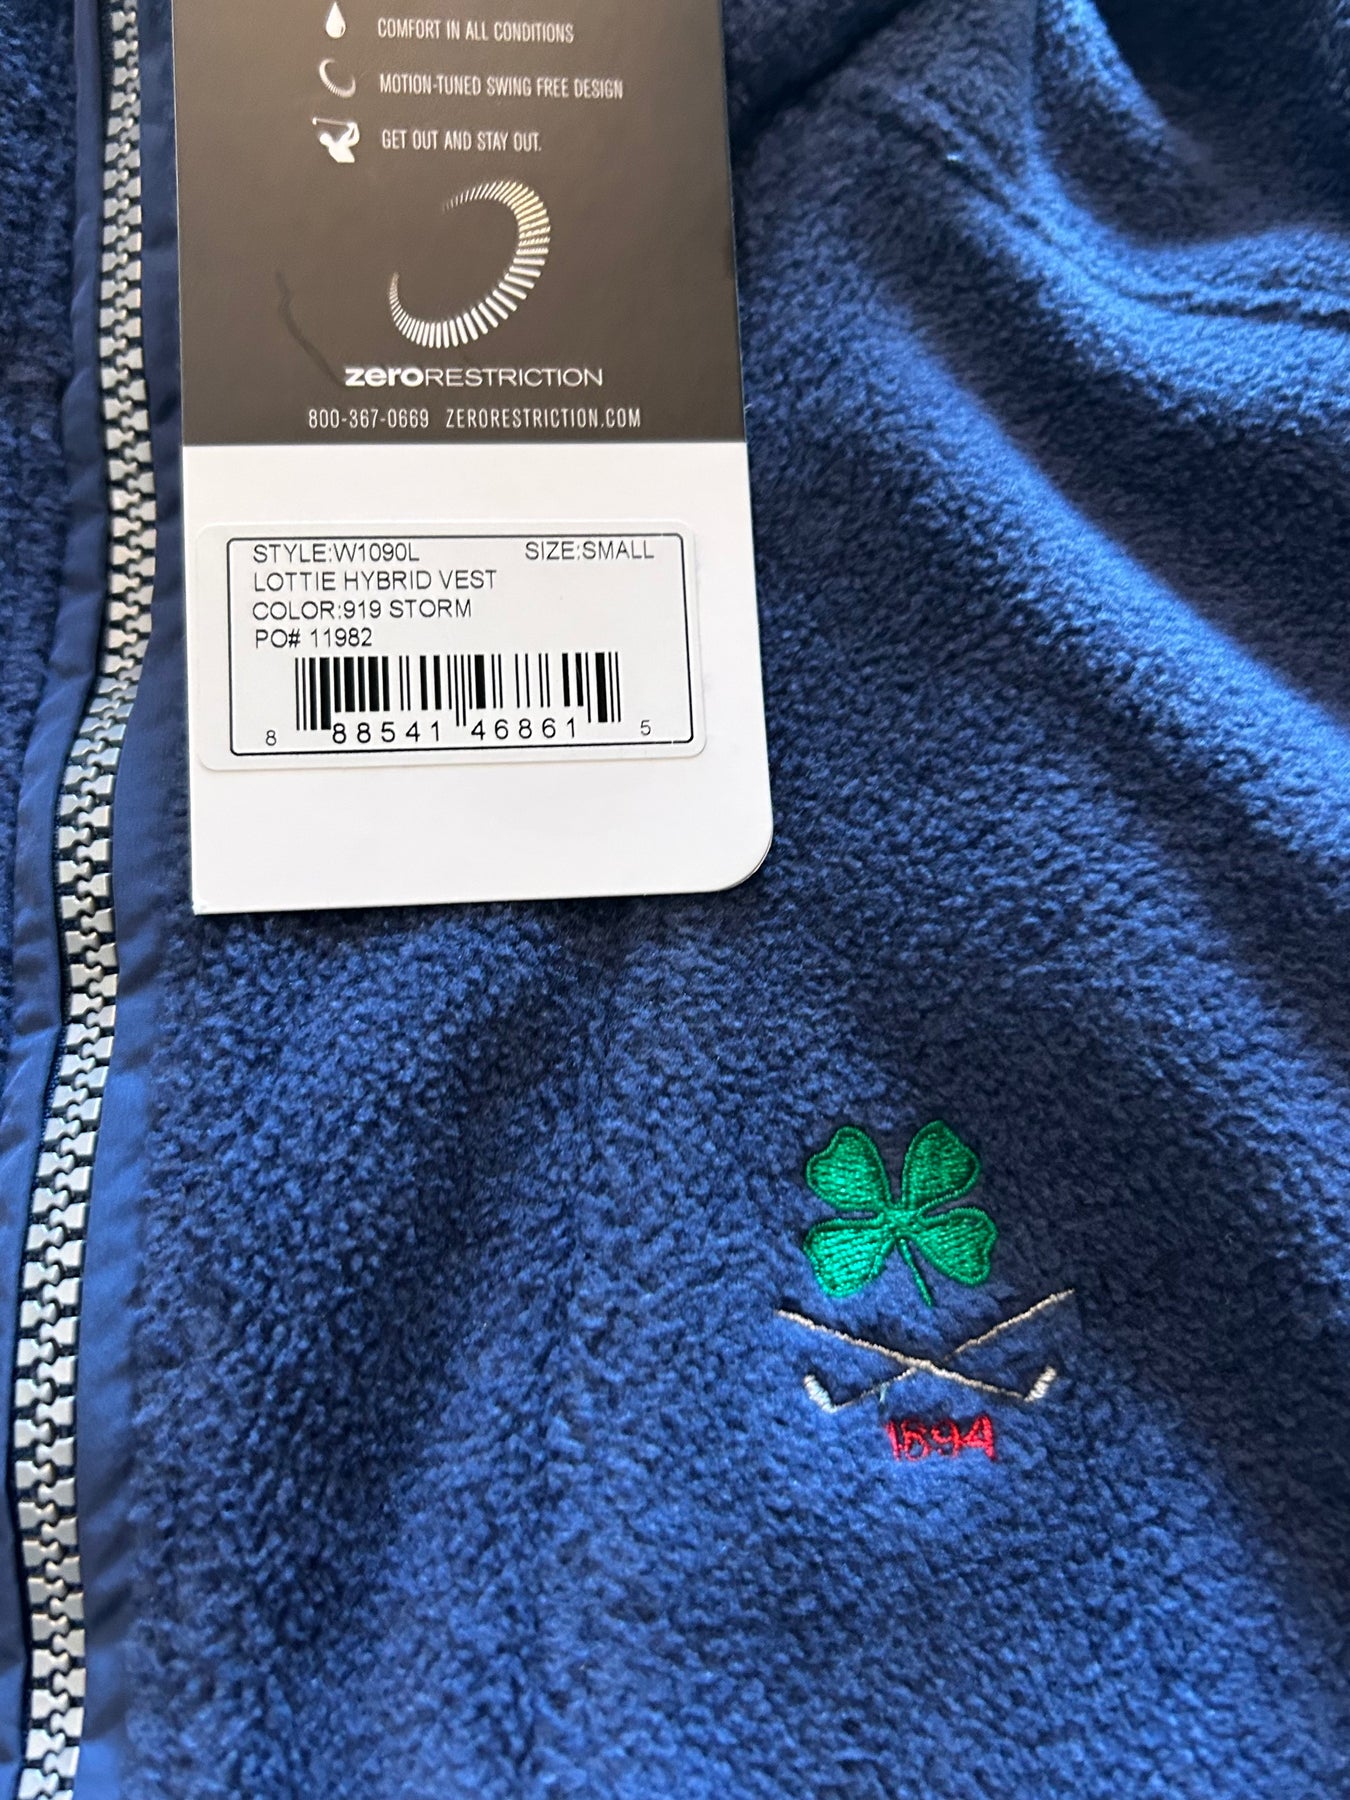 COMFORT IN ALL CONDITIONS
MOTION-TUNED SWING FREE DESIGN
GET OUT AND STAY OUT.
zeroRESTRICTION
800-367-0669 ZERORESTRICTION.COM
STYLE:W1090L SIZE:SMALL
LOTTIE HYBRID VEST
COLOR:919 STORM
PO# 11982
8 88541 46861 5
1894